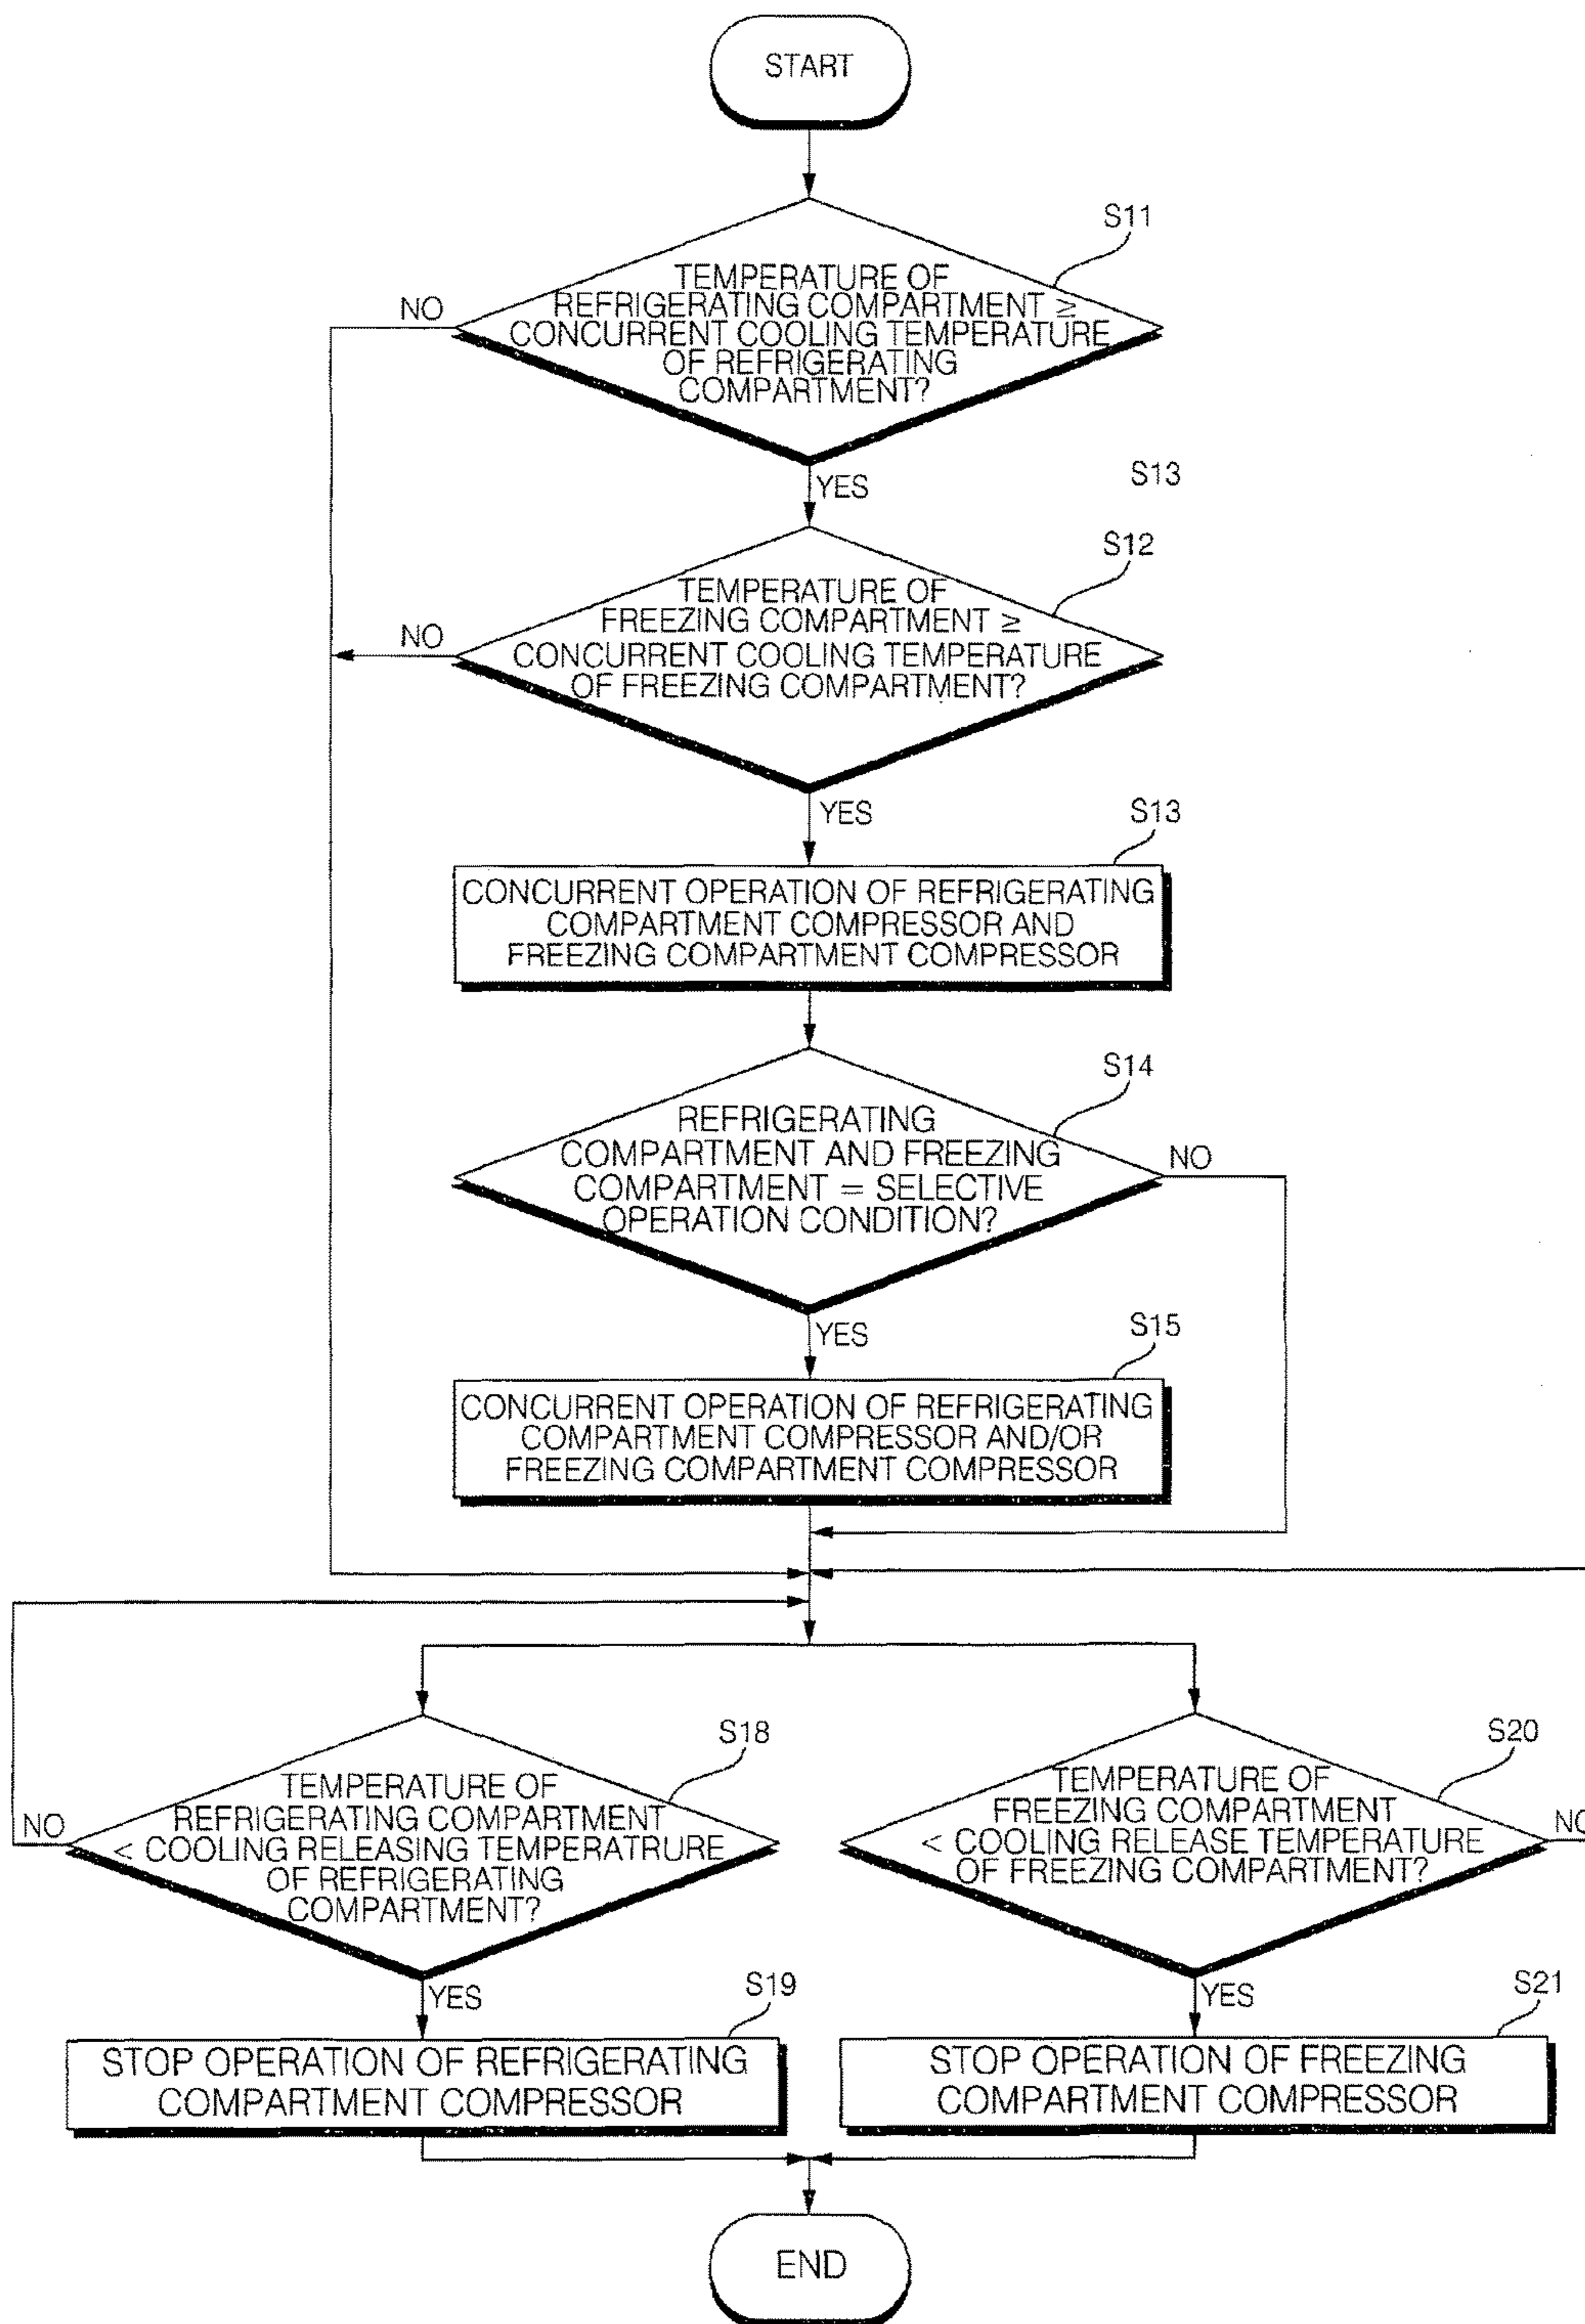 START
S11
TEMPERATURE OF
REFRIGERATING COMPARTMENT ≥
CONCURRENT COOLING TEMPERATURE
OF REFRIGERATING
COMPARTMENT?
NO
YES
S13
S12
TEMPERATURE OF
FREEZING COMPARTMENT ≥
CONCURRENT COOLING TEMPERATURE
OF FREEZING COMPARTMENT?
NO
YES
S13
CONCURRENT OPERATION OF REFRIGERATING
COMPARTMENT COMPRESSOR AND
FREEZING COMPARTMENT COMPRESSOR
S14
REFRIGERATING
COMPARTMENT AND FREEZING
COMPARTMENT = SELECTIVE
OPERATION CONDITION?
NO
YES
S15
CONCURRENT OPERATION OF REFRIGERATING
COMPARTMENT COMPRESSOR AND/OR
FREEZING COMPARTMENT COMPRESSOR
S18
TEMPERATURE OF
REFRIGERATING COMPARTMENT
< COOLING RELEASING TEMPERATRURE
OF REFRIGERATING
COMPARTMENT?
NO
YES
S20
TEMPERATURE OF
FREEZING COMPARTMENT
< COOLING RELEASE TEMPERATURE
OF FREEZING COMPARTMENT?
NO
YES
S19
STOP OPERATION OF REFRIGERATING
COMPARTMENT COMPRESSOR
S21
STOP OPERATION OF FREEZING
COMPARTMENT COMPRESSOR
END